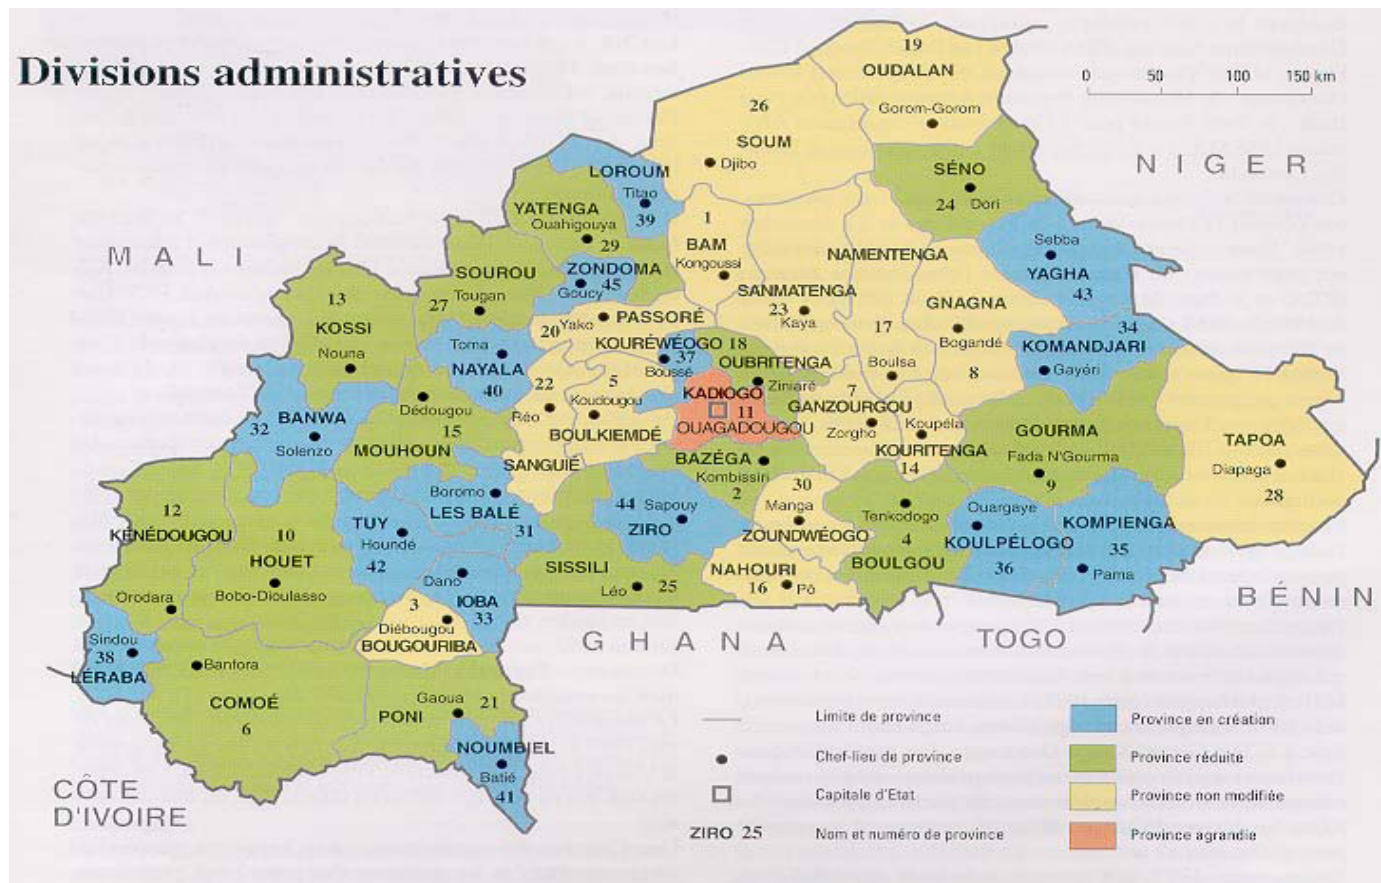 Divisions administratives
0 50 100 150 km
19
OUDALAN
Gorom-Gorom
26
SOUM
Djibo
NIGER
SÉNO
24 Dori
LOROUM
Titao
39
YATENGA
Ouahigouya
29
1
BAM
Kongoussi
NAMENTENGA
17
Boulsa
Sebba
YAGHA
43
MALI
SOUROU
27 Tougan
ZONDOMA
45
Goucy
SANMATENGA
23
Kaya
GNAGNA
Bogandé
8
13
KOSSI
Nouna
20 Yako
PASSORÉ
34
KOMANDJARI
Gayéri
Toma
NAYALA
40
KOURÉWÉOGO
37
Boussé
18
OUBRITENGA
Ziniaré
22
Réo
SANGUIÉ
5
Koudougou
BOULKIEMDÉ
KADIOGO
11
OUAGADOUGOU
7
GANZOURGOU
Zorgho
Koupéla
KOURITENGA
14
BANWA
32
Solenzo
Dédougou
15
MOUHOUN
GOURMA
Fada N'Gourma
9
TAPOA
Diapaga
28
BAZÉGA
Kombissiri
2
12
KÉNÉDOUGOU
Orodara
10
HOUET
Bobo-Dioulasso
TUY
Houndé
42
Boromo
LES BALÉ
31
44 Sapouy
ZIRO
30
Manga
ZOUNDWÉOGO
Tenkodogo
4
BOULGOU
Ouargaye
KOULPÉLOGO
36
KOMPIENGA
35
Pama
SISSILI
Léo 25
NAHOURI
16 Pô
Dano
IOBA
33
3
Diébougou
BOUGOURIBA
BÉNIN
GHANA
TOGO
Sindou
38
LÉRABA
Banfora
COMOÉ
6
Gaoua 21
PONI
NOUMBIEL
Batié
41
CÔTE
D'IVOIRE
Limite de province
Chef-lieu de province
Capitale d'Etat
ZIRO 25 Nom et numéro de province
Province en création
Province réduite
Province non modifiée
Province agrandie